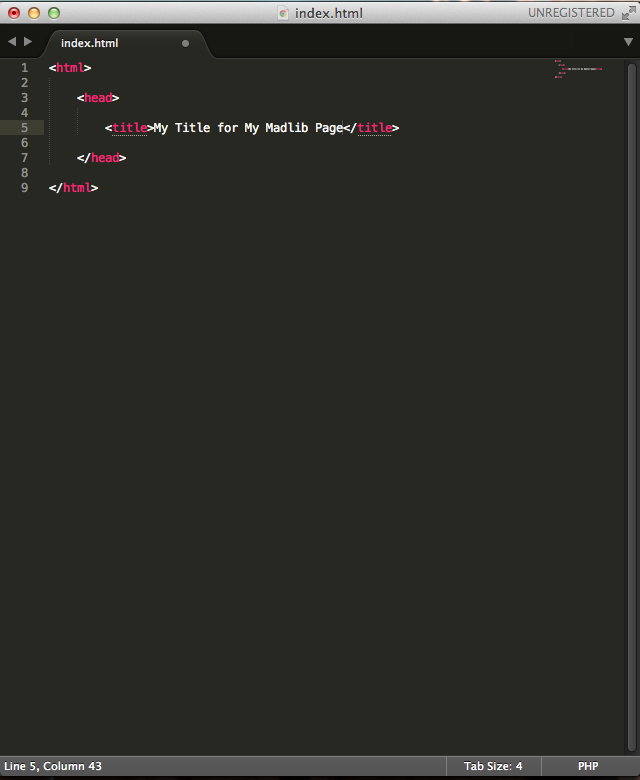 index.html
UNREGISTERED
index.html
1 <html>
2
3 <head>
4
5 <title>My Title for My Madlib Page</title>
6
7 </head>
8
9 </html>
Line 5, Column 43
Tab Size: 4
PHP